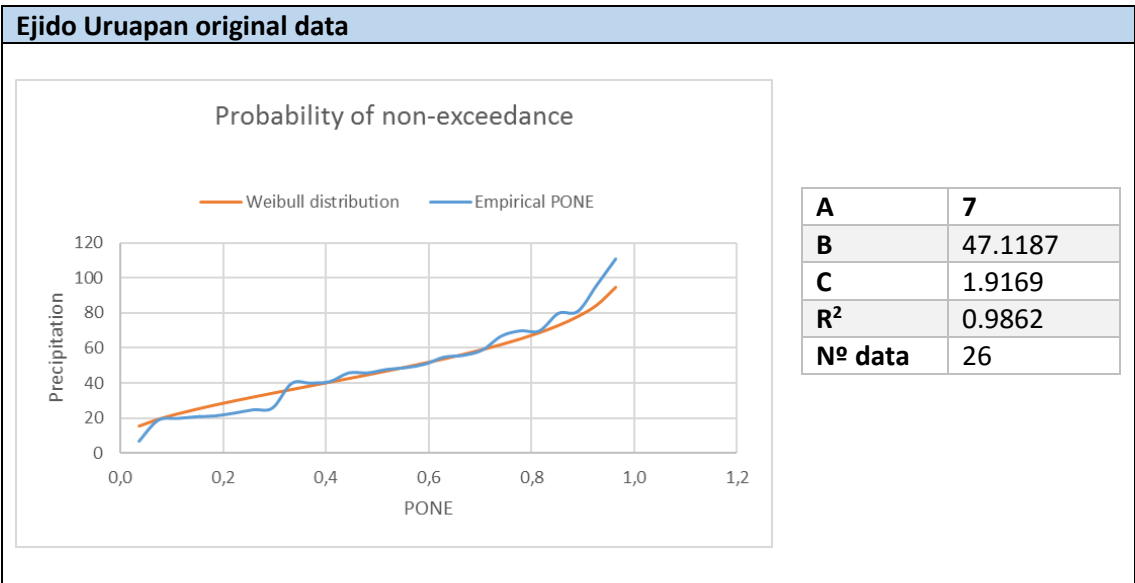 Ejido Uruapan original data
Probability of non-exceedance
Weibull distribution Empirical PONE
120
100
80
60
40
20
0
Precipitation
0,0 0,2 0,4 0,6 0,8 1,0 1,2
PONE
A 7
B 47.1187
C 1.9169
R² 0.9862
Nº data 26